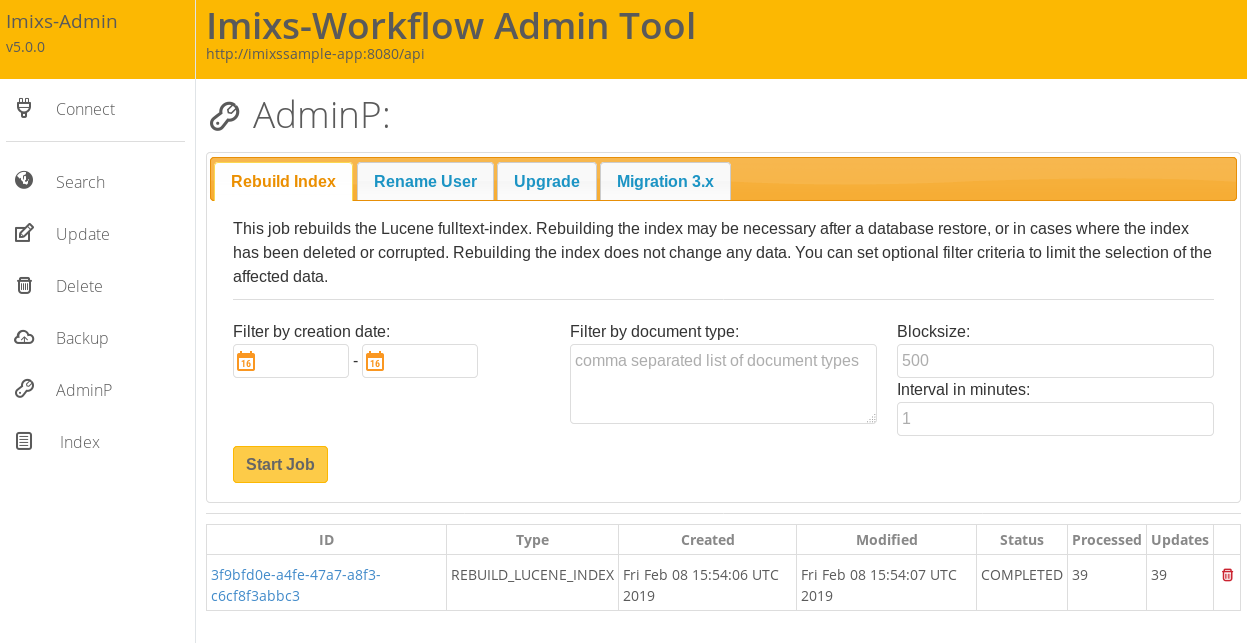 Imixs-Admin
v5.0.0
Imixs-Workflow Admin Tool
http://imixssample-app:8080/api
Connect
Search
Update
Delete
Backup
AdminP
Index
AdminP:
Rebuild Index
Rename User
Upgrade
Migration 3.x
This job rebuilds the Lucene fulltext-index. Rebuilding the index may be necessary after a database restore, or in cases where the index
has been deleted or corrupted. Rebuilding the index does not change any data. You can set optional filter criteria to limit the selection of the
affected data.
Filter by creation date:
16 - 16
Filter by document type:
comma separated list of document types
Blocksize:
500
Interval in minutes:
1
Start Job
ID Type Created Modified Status Processed Updates
3f9bfd0e-a4fe-47a7-a8f3- REBUILD_LUCENE_INDEX Fri Feb 08 15:54:06 UTC Fri Feb 08 15:54:07 UTC COMPLETED 39 39
c6cf8f3abbc3 2019 2019